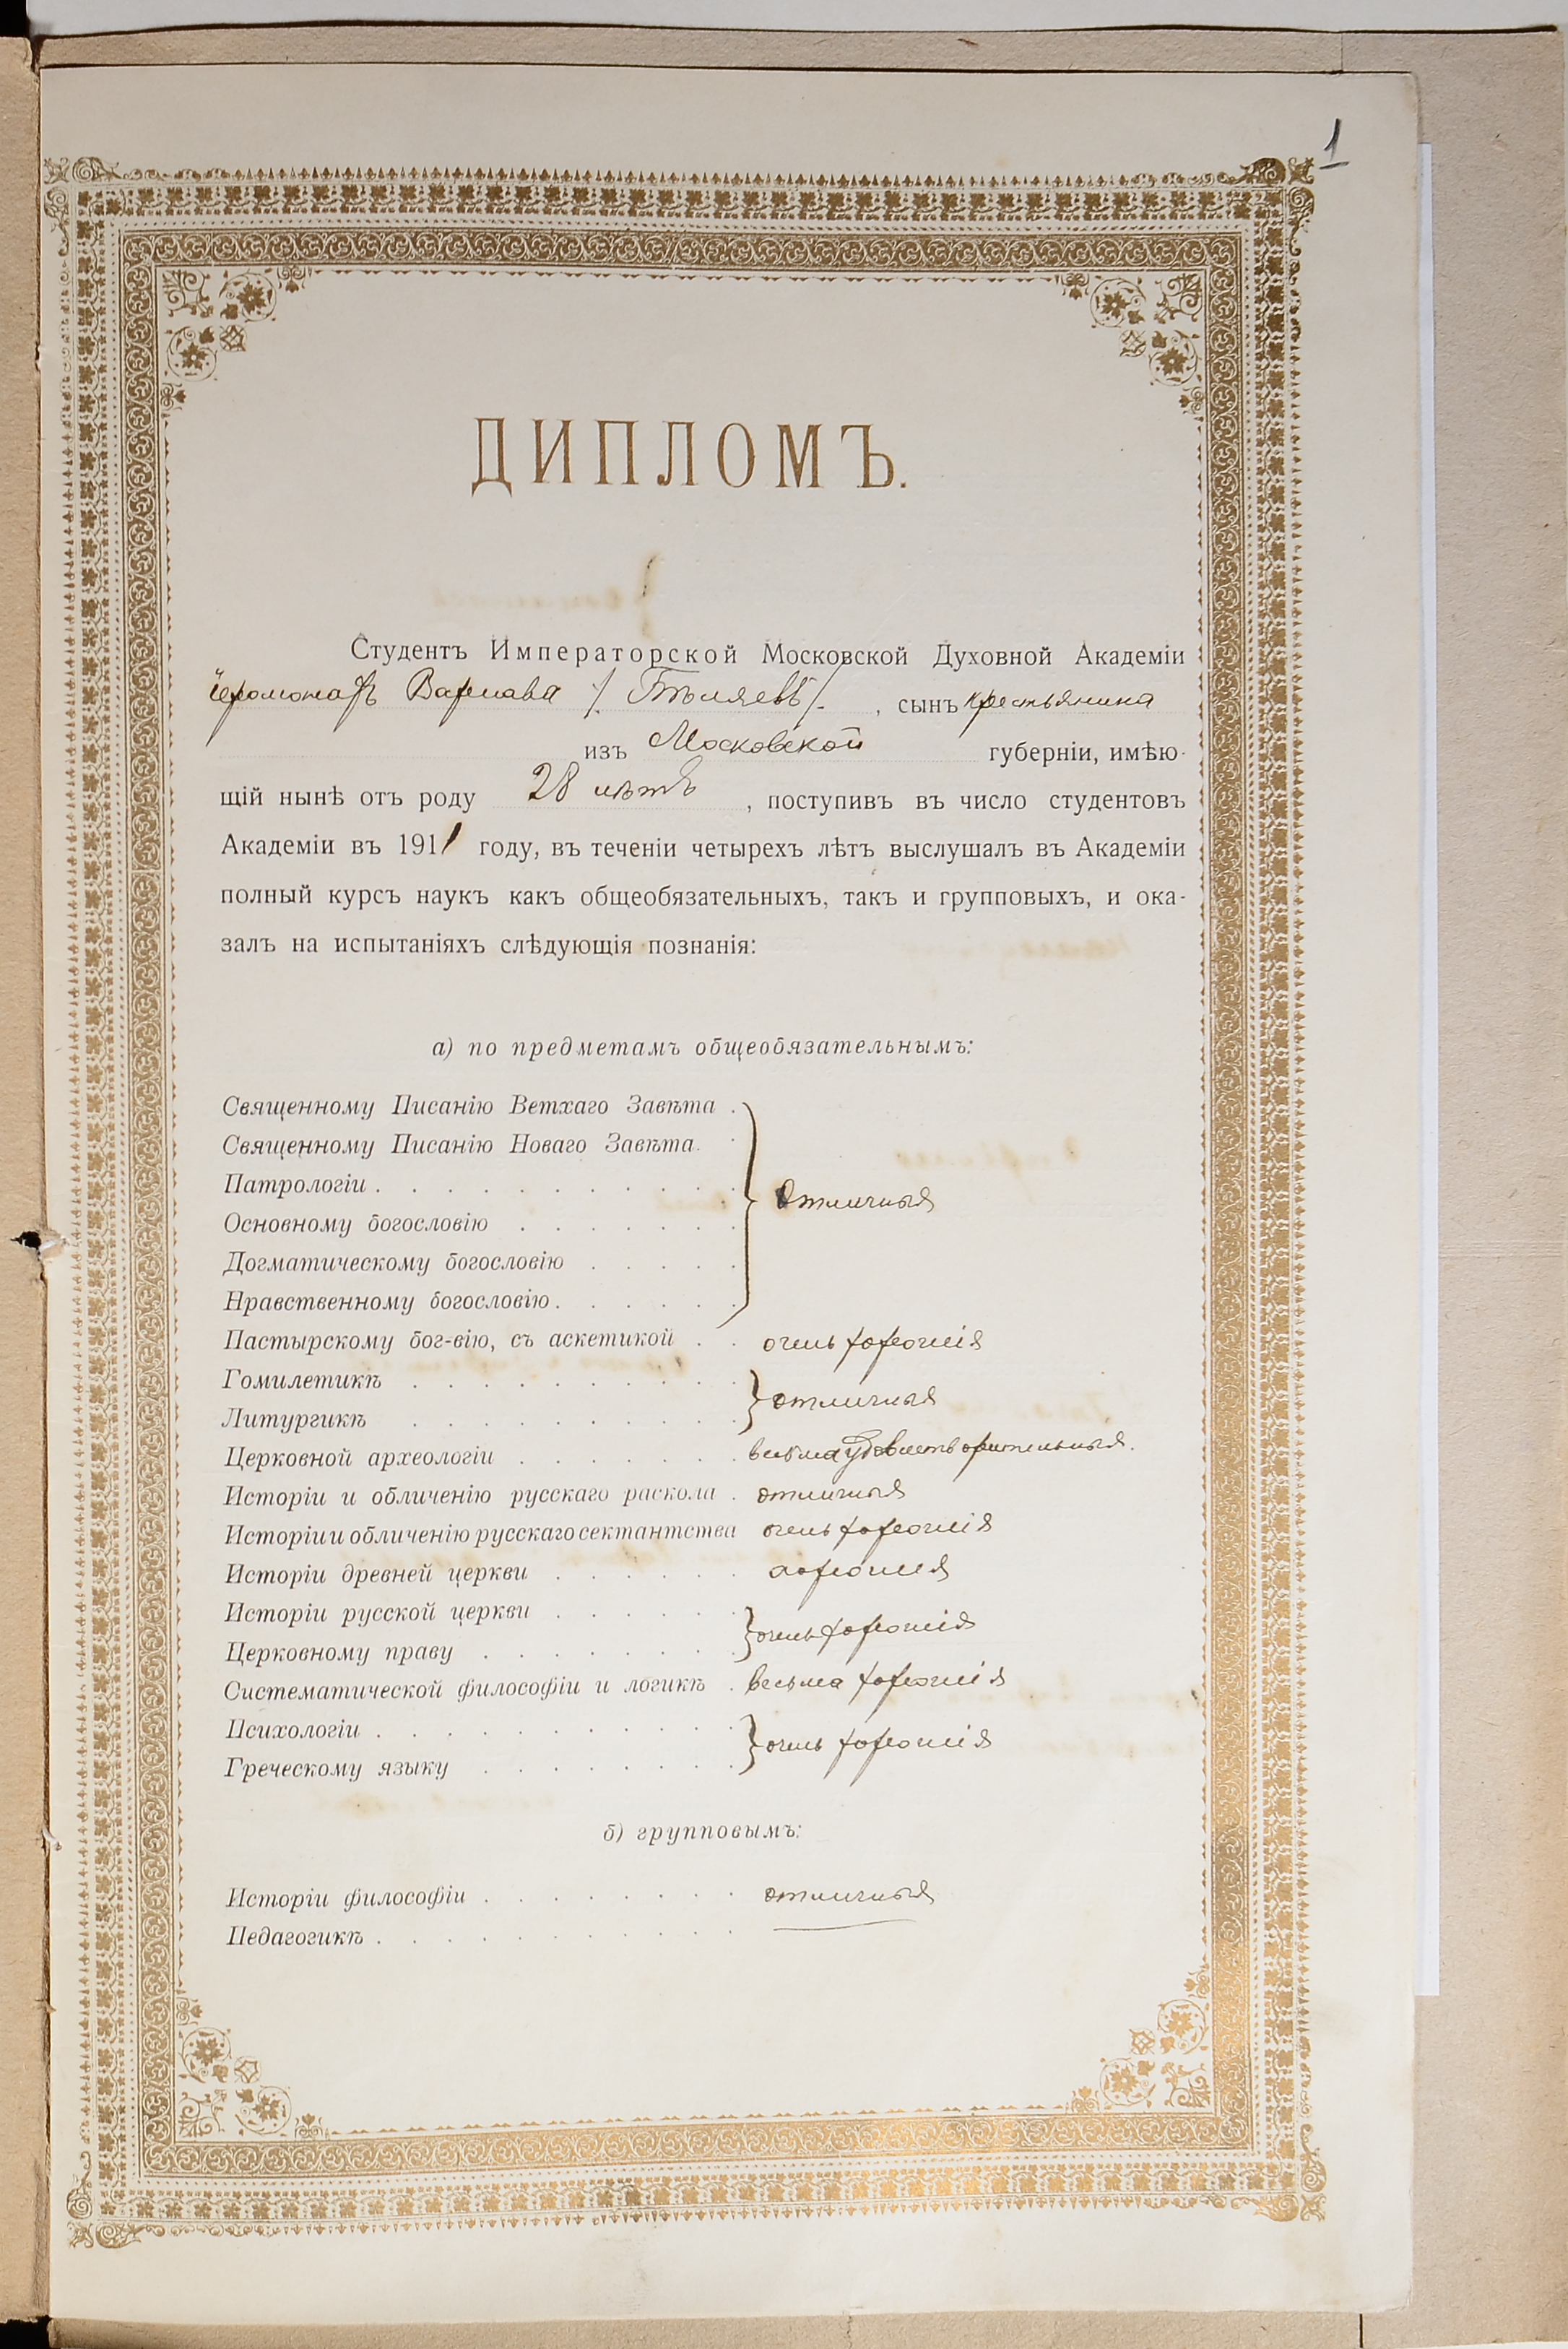 1
ДИПЛОМЪ.
Студентъ Императорской Московской Духовной Академіи
іеромонахъ Варнава /Бѣляевъ/. , сынъ крестьянина
изъ Московской губерніи, имѣю-
щій нынѣ отъ роду 28 лѣтъ , поступивъ въ число студентовъ
Академіи въ 1911 году, въ теченіи четырехъ лѣтъ выслушалъ въ Академіи
полный курсъ наукъ какъ общеобязательныхъ, такъ и групповыхъ, и ока-
залъ на испытаніяхъ слѣдующія познанія:
а) по предметамъ общеобязательнымъ:
Священному Писанію Ветхаго Завѣта .
Священному Писанію Новаго Завѣта.
Патрологіи . . . . . . . . . . .
Отличныя
Основному богословію . . . . . . .
Догматическому богословію . . . . .
Нравственному богословію . . . . . .
Пастырскому бог-вію, съ аскетикой . . очень хорошія
Гомилетикѣ . . . . . . . . . .
отличныя
Литургикѣ . . . . . . . . . .
Церковной археологіи . . . . . . . весьма удовлетворительныя.
Исторіи и обличенію русскаго раскола . отличныя
Исторіи и обличенію русскаго сектантства очень хорошія
Исторіи древней церкви . . . . . . хорошія
Исторіи русской церкви . . . . . .
очень хорошія
Церковному праву . . . . . . . .
Систематической философіи и логикѣ . весьма хорошія
Психологіи . . . . . . . . . . .
очень хорошія
Греческому языку . . . . . . . .
б) групповымъ:
Исторіи философіи . . . . . . . . отличныя
Педагогикѣ . . . . . . . . . . .